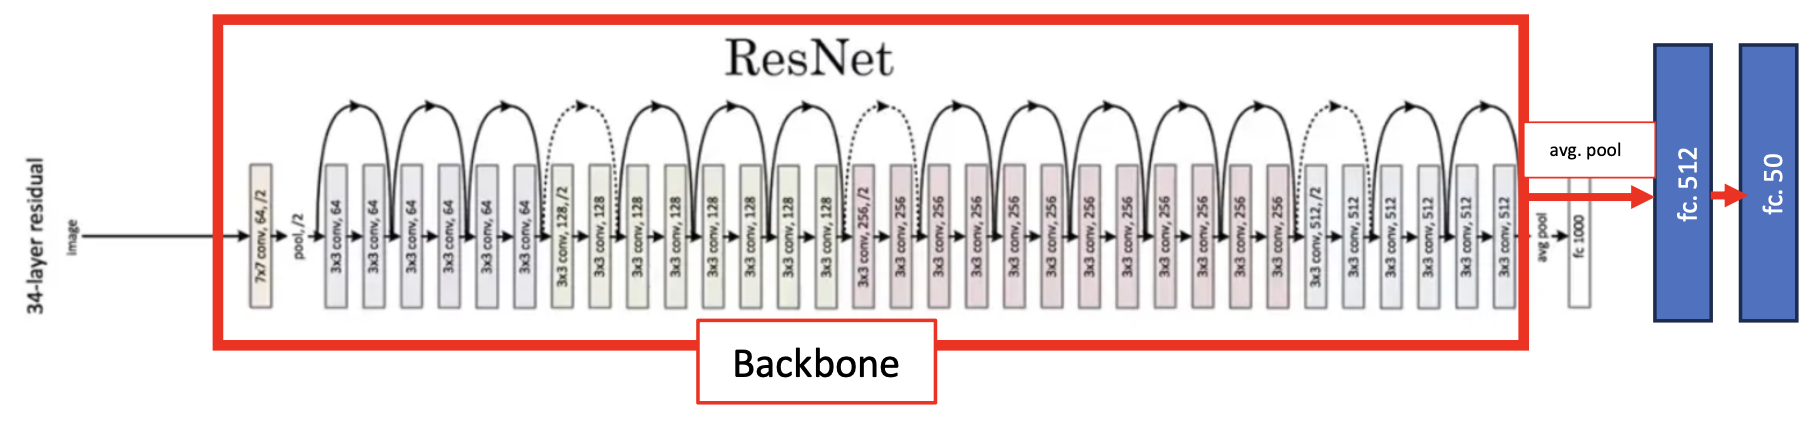 ResNet
34-layer residual
image
7x7 conv, 64, /2
pool, /2
3x3 conv, 64
3x3 conv, 64
3x3 conv, 64
3x3 conv, 64
3x3 conv, 64
3x3 conv, 64
3x3 conv, 128, /2
3x3 conv, 128
3x3 conv, 128
3x3 conv, 128
3x3 conv, 128
3x3 conv, 128
3x3 conv, 128
3x3 conv, 128
3x3 conv, 256, /2
3x3 conv, 256
3x3 conv, 256
3x3 conv, 256
3x3 conv, 256
3x3 conv, 256
3x3 conv, 256
3x3 conv, 256
3x3 conv, 256
3x3 conv, 256
3x3 conv, 256
3x3 conv, 256
3x3 conv, 512, /2
3x3 conv, 512
3x3 conv, 512
3x3 conv, 512
3x3 conv, 512
3x3 conv, 512
avg pool
fc 1000
avg. pool
fc. 512
fc. 50
Backbone